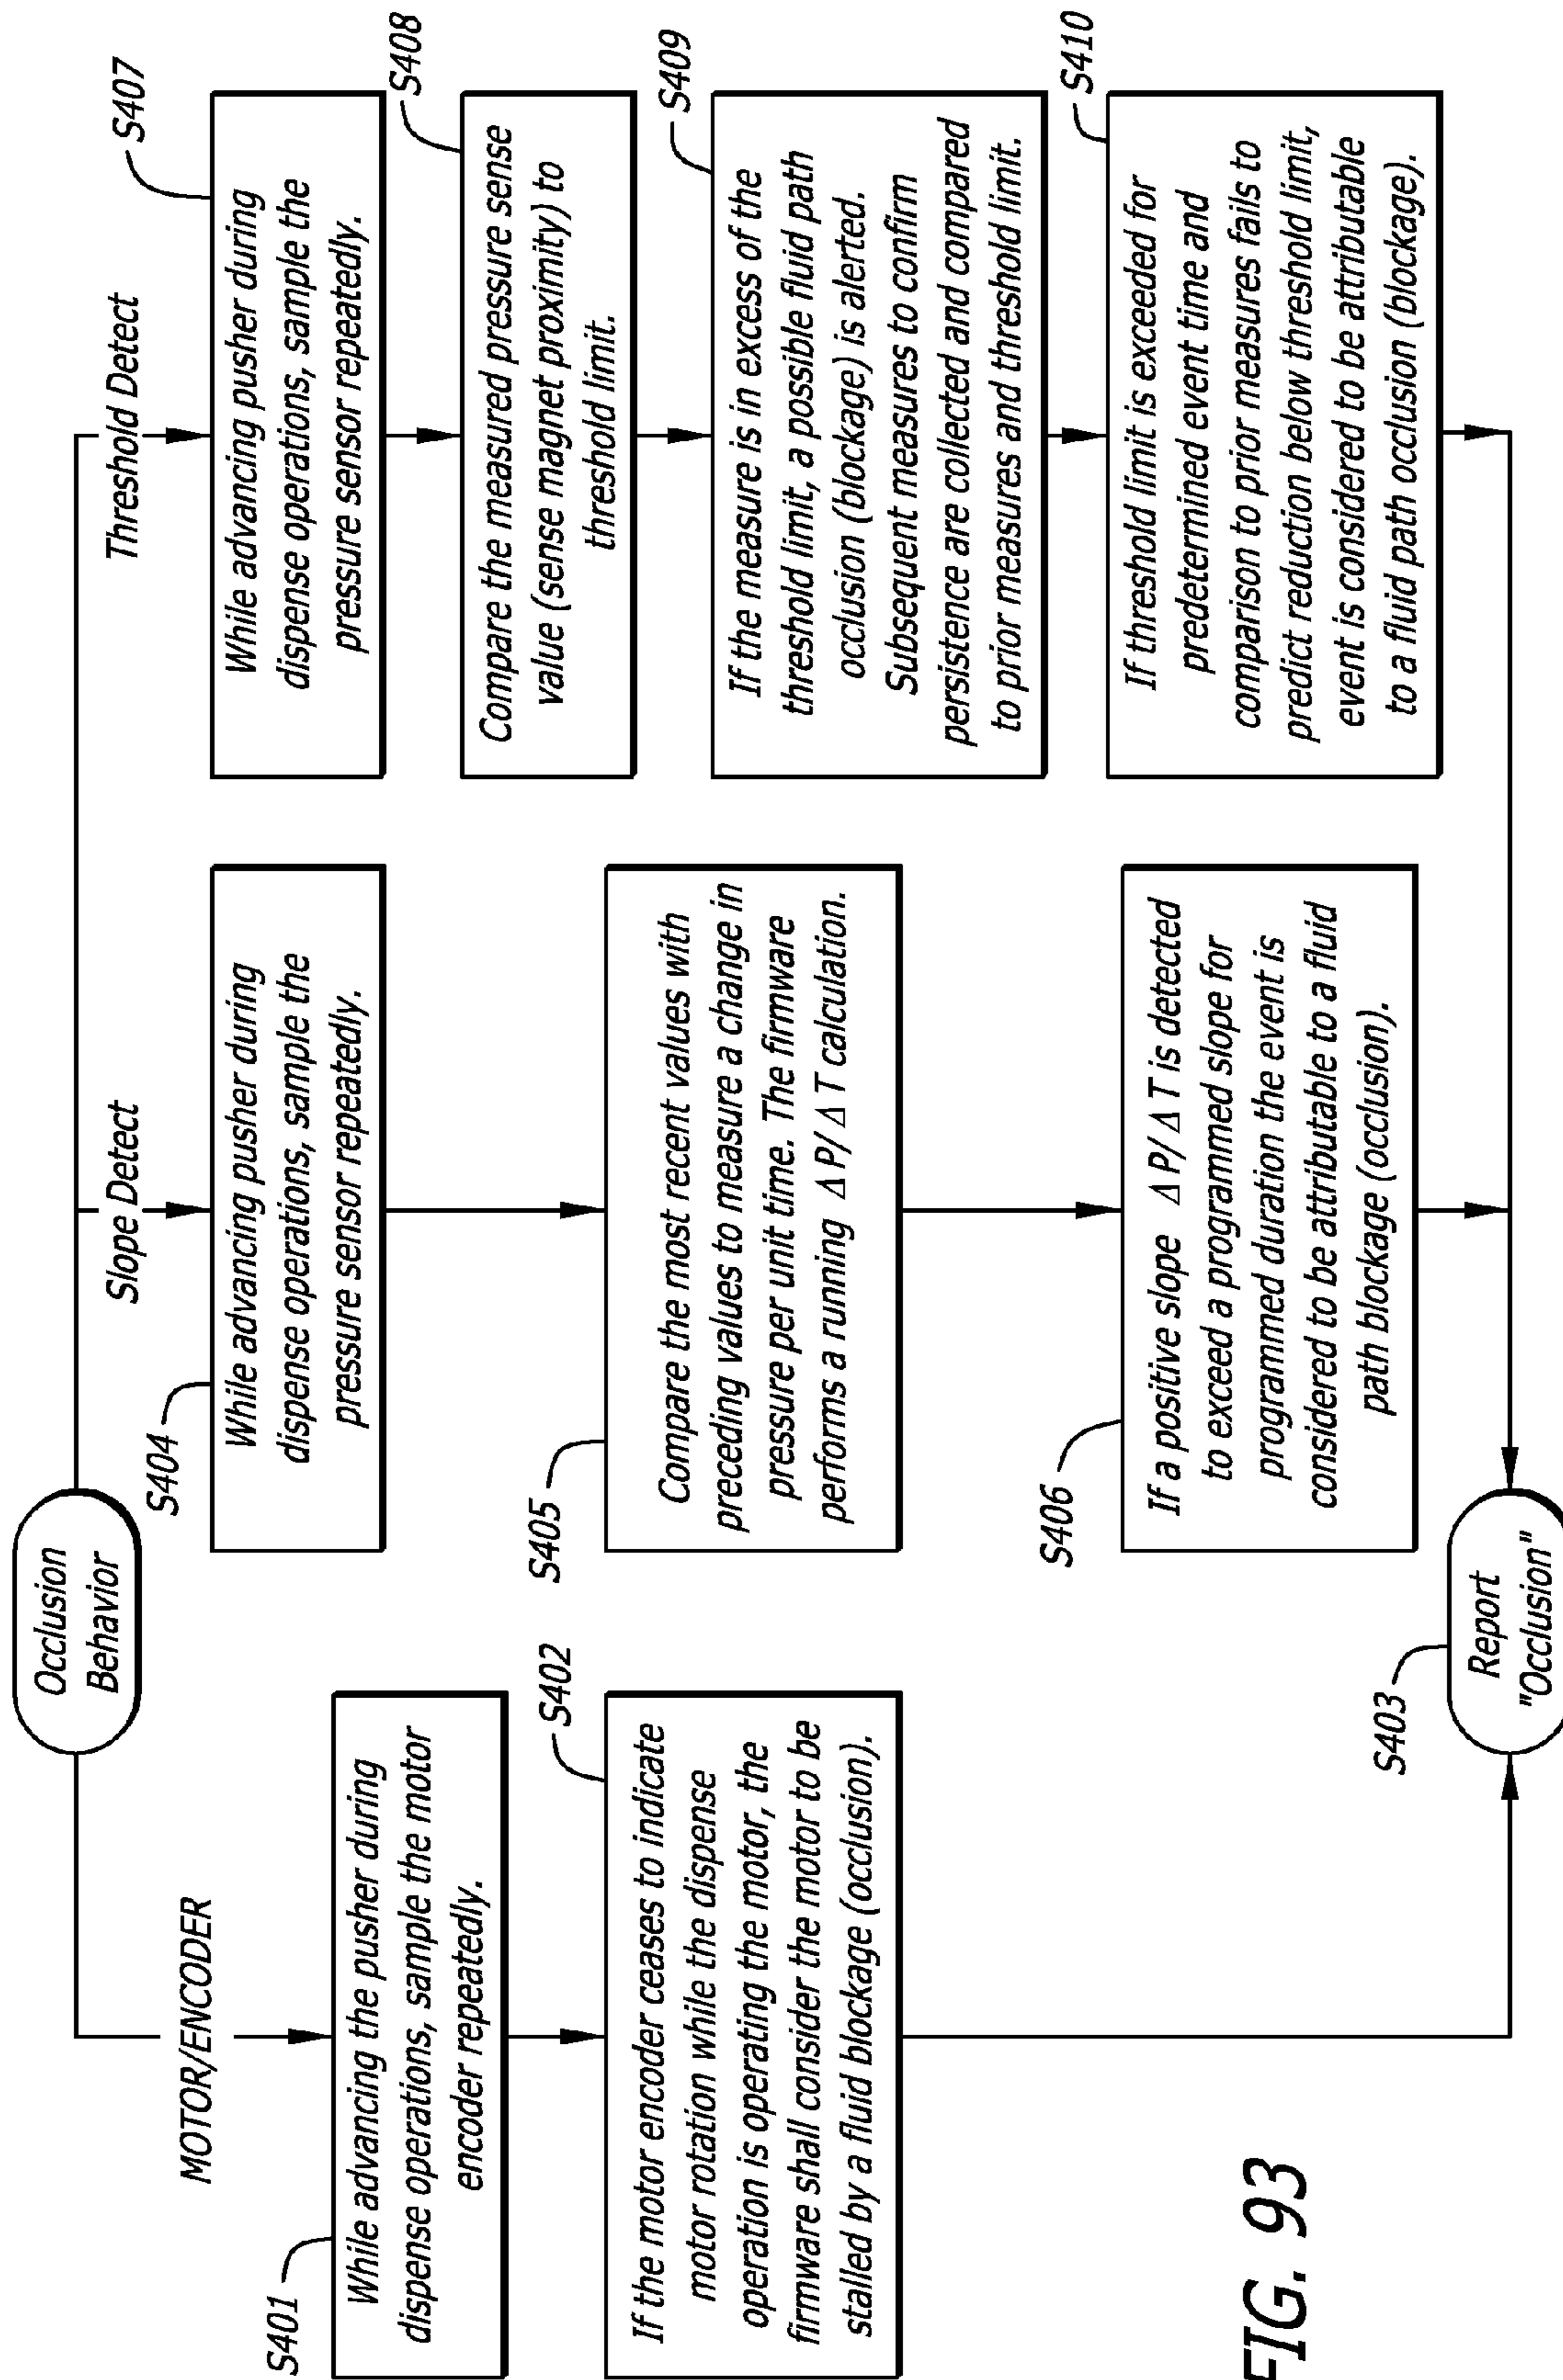 Occlusion
Behavior
MOTOR/ENCODER
S401
While advancing the pusher during
dispense operations, sample the motor
encoder repeatedly.
S402
If the motor encoder ceases to indicate
motor rotation while the dispense
operation is operating the motor, the
firmware shall consider the motor to be
stalled by a fluid blockage (occlusion).
Slope Detect
S404
While advancing pusher during
dispense operations, sample the
pressure sensor repeatedly.
S405
Compare the most recent values with
preceding values to measure a change in
pressure per unit time. The firmware
performs a running Δ P/ Δ T calculation.
S406
If a positive slope Δ P/ Δ T is detected
to exceed a programmed slope for
programmed duration the event is
considered to be attributable to a fluid
path blockage (occlusion).
Threshold Detect
S407
While advancing pusher during
dispense operations, sample the
pressure sensor repeatedly.
S408
Compare the measured pressure sense
value (sense magnet proximity) to
threshold limit.
S409
If the measure is in excess of the
threshold limit, a possible fluid path
occlusion (blockage) is alerted.
Subsequent measures to confirm
persistence are collected and compared
to prior measures and threshold limit.
S410
If threshold limit is exceeded for
predetermined event time and
comparison to prior measures fails to
predict reduction below threshold limit,
event is considered to be attributable
to a fluid path occlusion (blockage).
S403
Report
"Occlusion"
FIG. 93